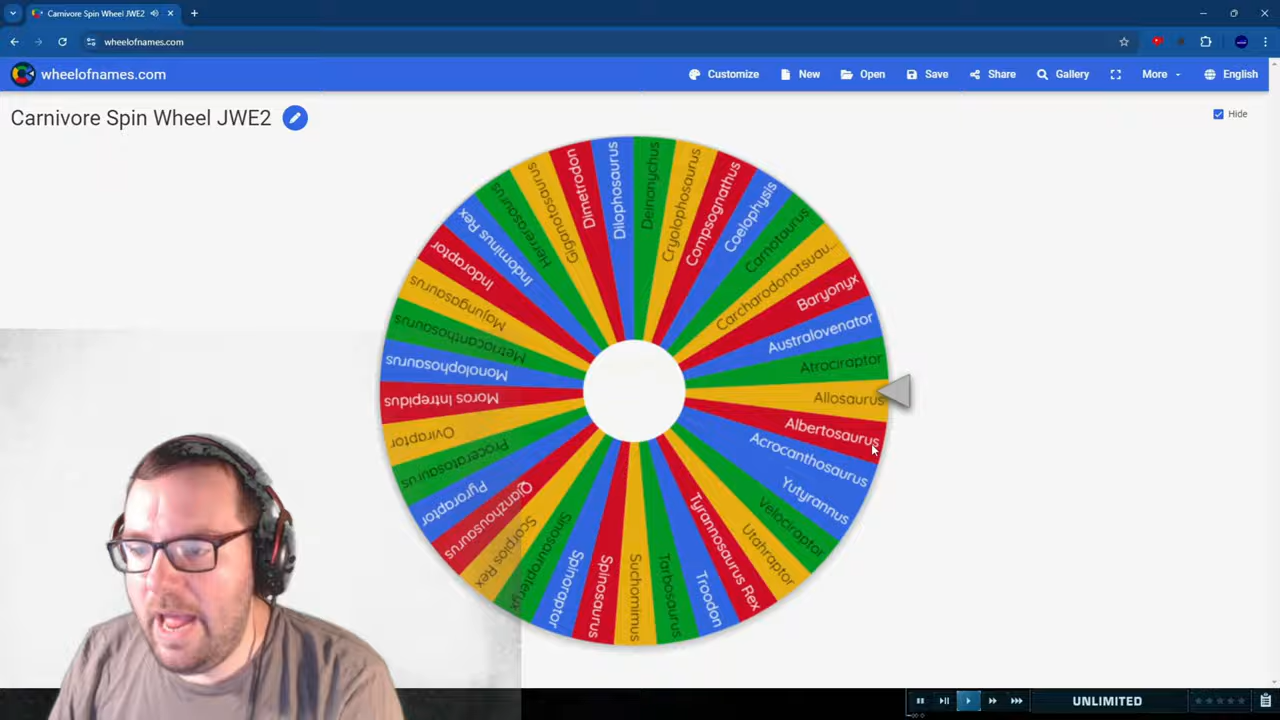 Carnivore Spin Wheel JWE2
wheelofnames.com
wheelofnames.com
Customize
New
Open
Save
Share
Gallery
More
English
Carnivore Spin Wheel JWE2
Hide
Allosaurus
Atrociraptor
Australovenator
Baryonyx
Carcharodonotsuau...
Carnotaurus
Coelophysis
Compsognathus
Cryolophosaurus
Deinonychus
Dilophosaurus
Dimetrodon
Giganotosaurus
Herrerasaurus
Indominus Rex
Indoraptor
Majungasaurus
Metriacanthosaurus
Monolophosaurus
Moros Intrepidus
Oviraptor
Proceratosaurus
Pyroraptor
Qianzhousaurus
Scorpios Rex
Sinosauropteryx
Spinoraptor
Spinosaurus
Suchomimus
Tarbosaurus
Troodon
Tyrannosaurus Rex
Utahraptor
Velociraptor
Yutyrannus
Acrocanthosaurus
Albertosaurus
UNLIMITED